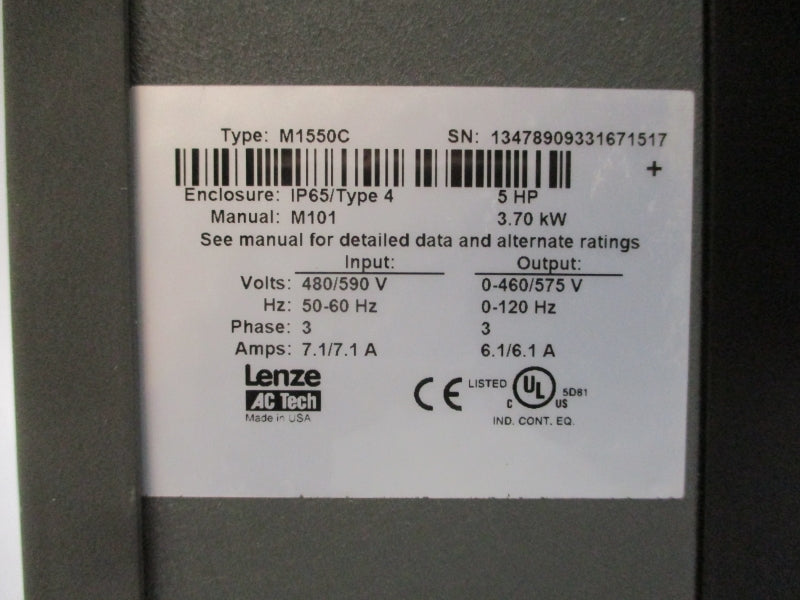 Type: M1550C SN: 13478909331671517
+
Enclosure: IP65/Type 4 5 HP
Manual: M101 3.70 kW
See manual for detailed data and alternate ratings
Input: Output:
Volts: 480/590 V 0-460/575 V
Hz: 50-60 Hz 0-120 Hz
Phase: 3 3
Amps: 7.1/7.1 A 6.1/6.1 A
Lenze
AC Tech
Made in USA
CE LISTED UL 5D81
C US
IND. CONT. EQ.